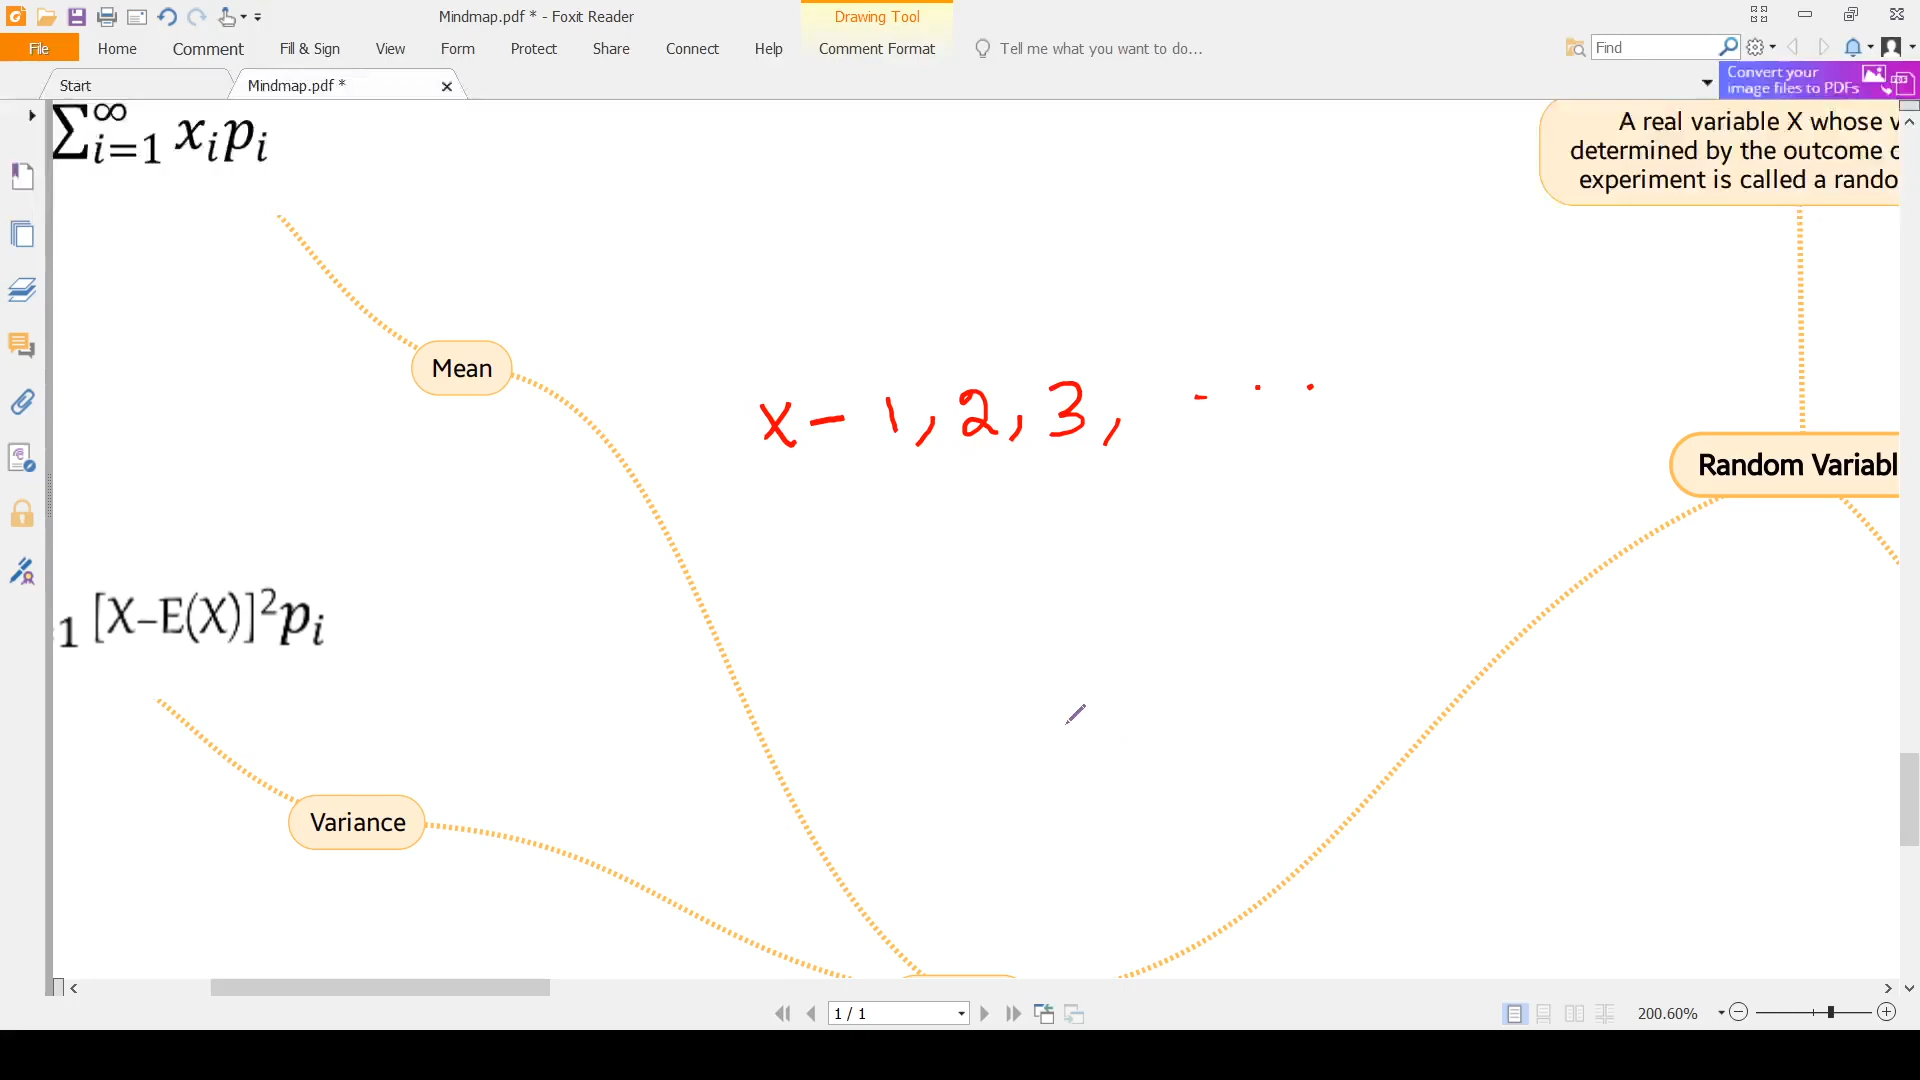 Mindmap.pdf * - Foxit Reader
Drawing Tool
File Home Comment Fill & Sign View Form Protect Share Connect Help Comment Format Tell me what you want to do... Find
Start Mindmap.pdf *
Convert your
image files to PDFs
∑_{i=1}^{∞} x_i p_i
A real variable X whose v
determined by the outcome o
experiment is called a rando
Mean
x - 1, 2, 3, . . .
Random Variabl
1 [X–E(X)]²p_i
Variance
1 / 1
200.60%